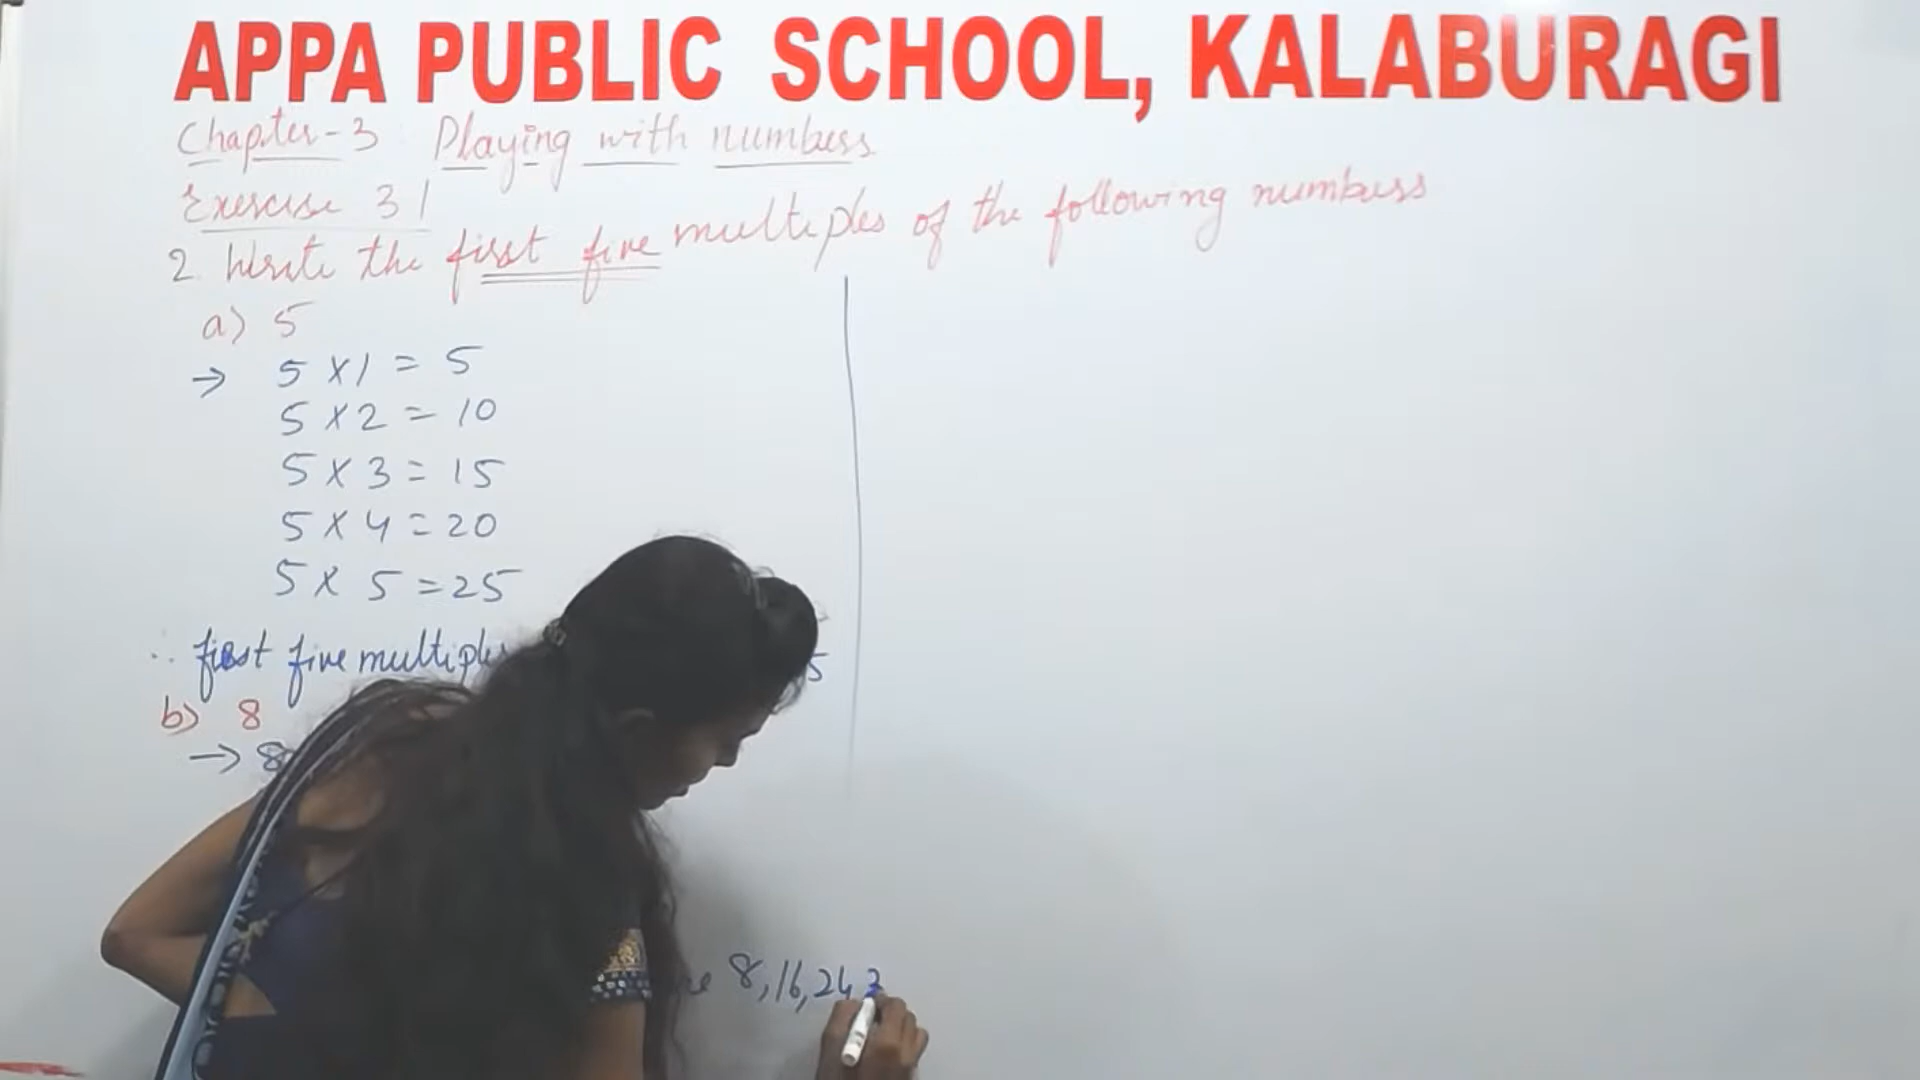 APPA PUBLIC SCHOOL, KALABURAGI
Chapter-3 Playing with numbers
Exercise 3.1
2. Write the first five multiples of the following numbers
a) 5
→ 5 × 1 = 5
5 × 2 = 10
5 × 3 = 15
5 × 4 = 20
5 × 5 = 25
∴ first five multiples 5
b) 8
→ 8
8, 16, 24 3